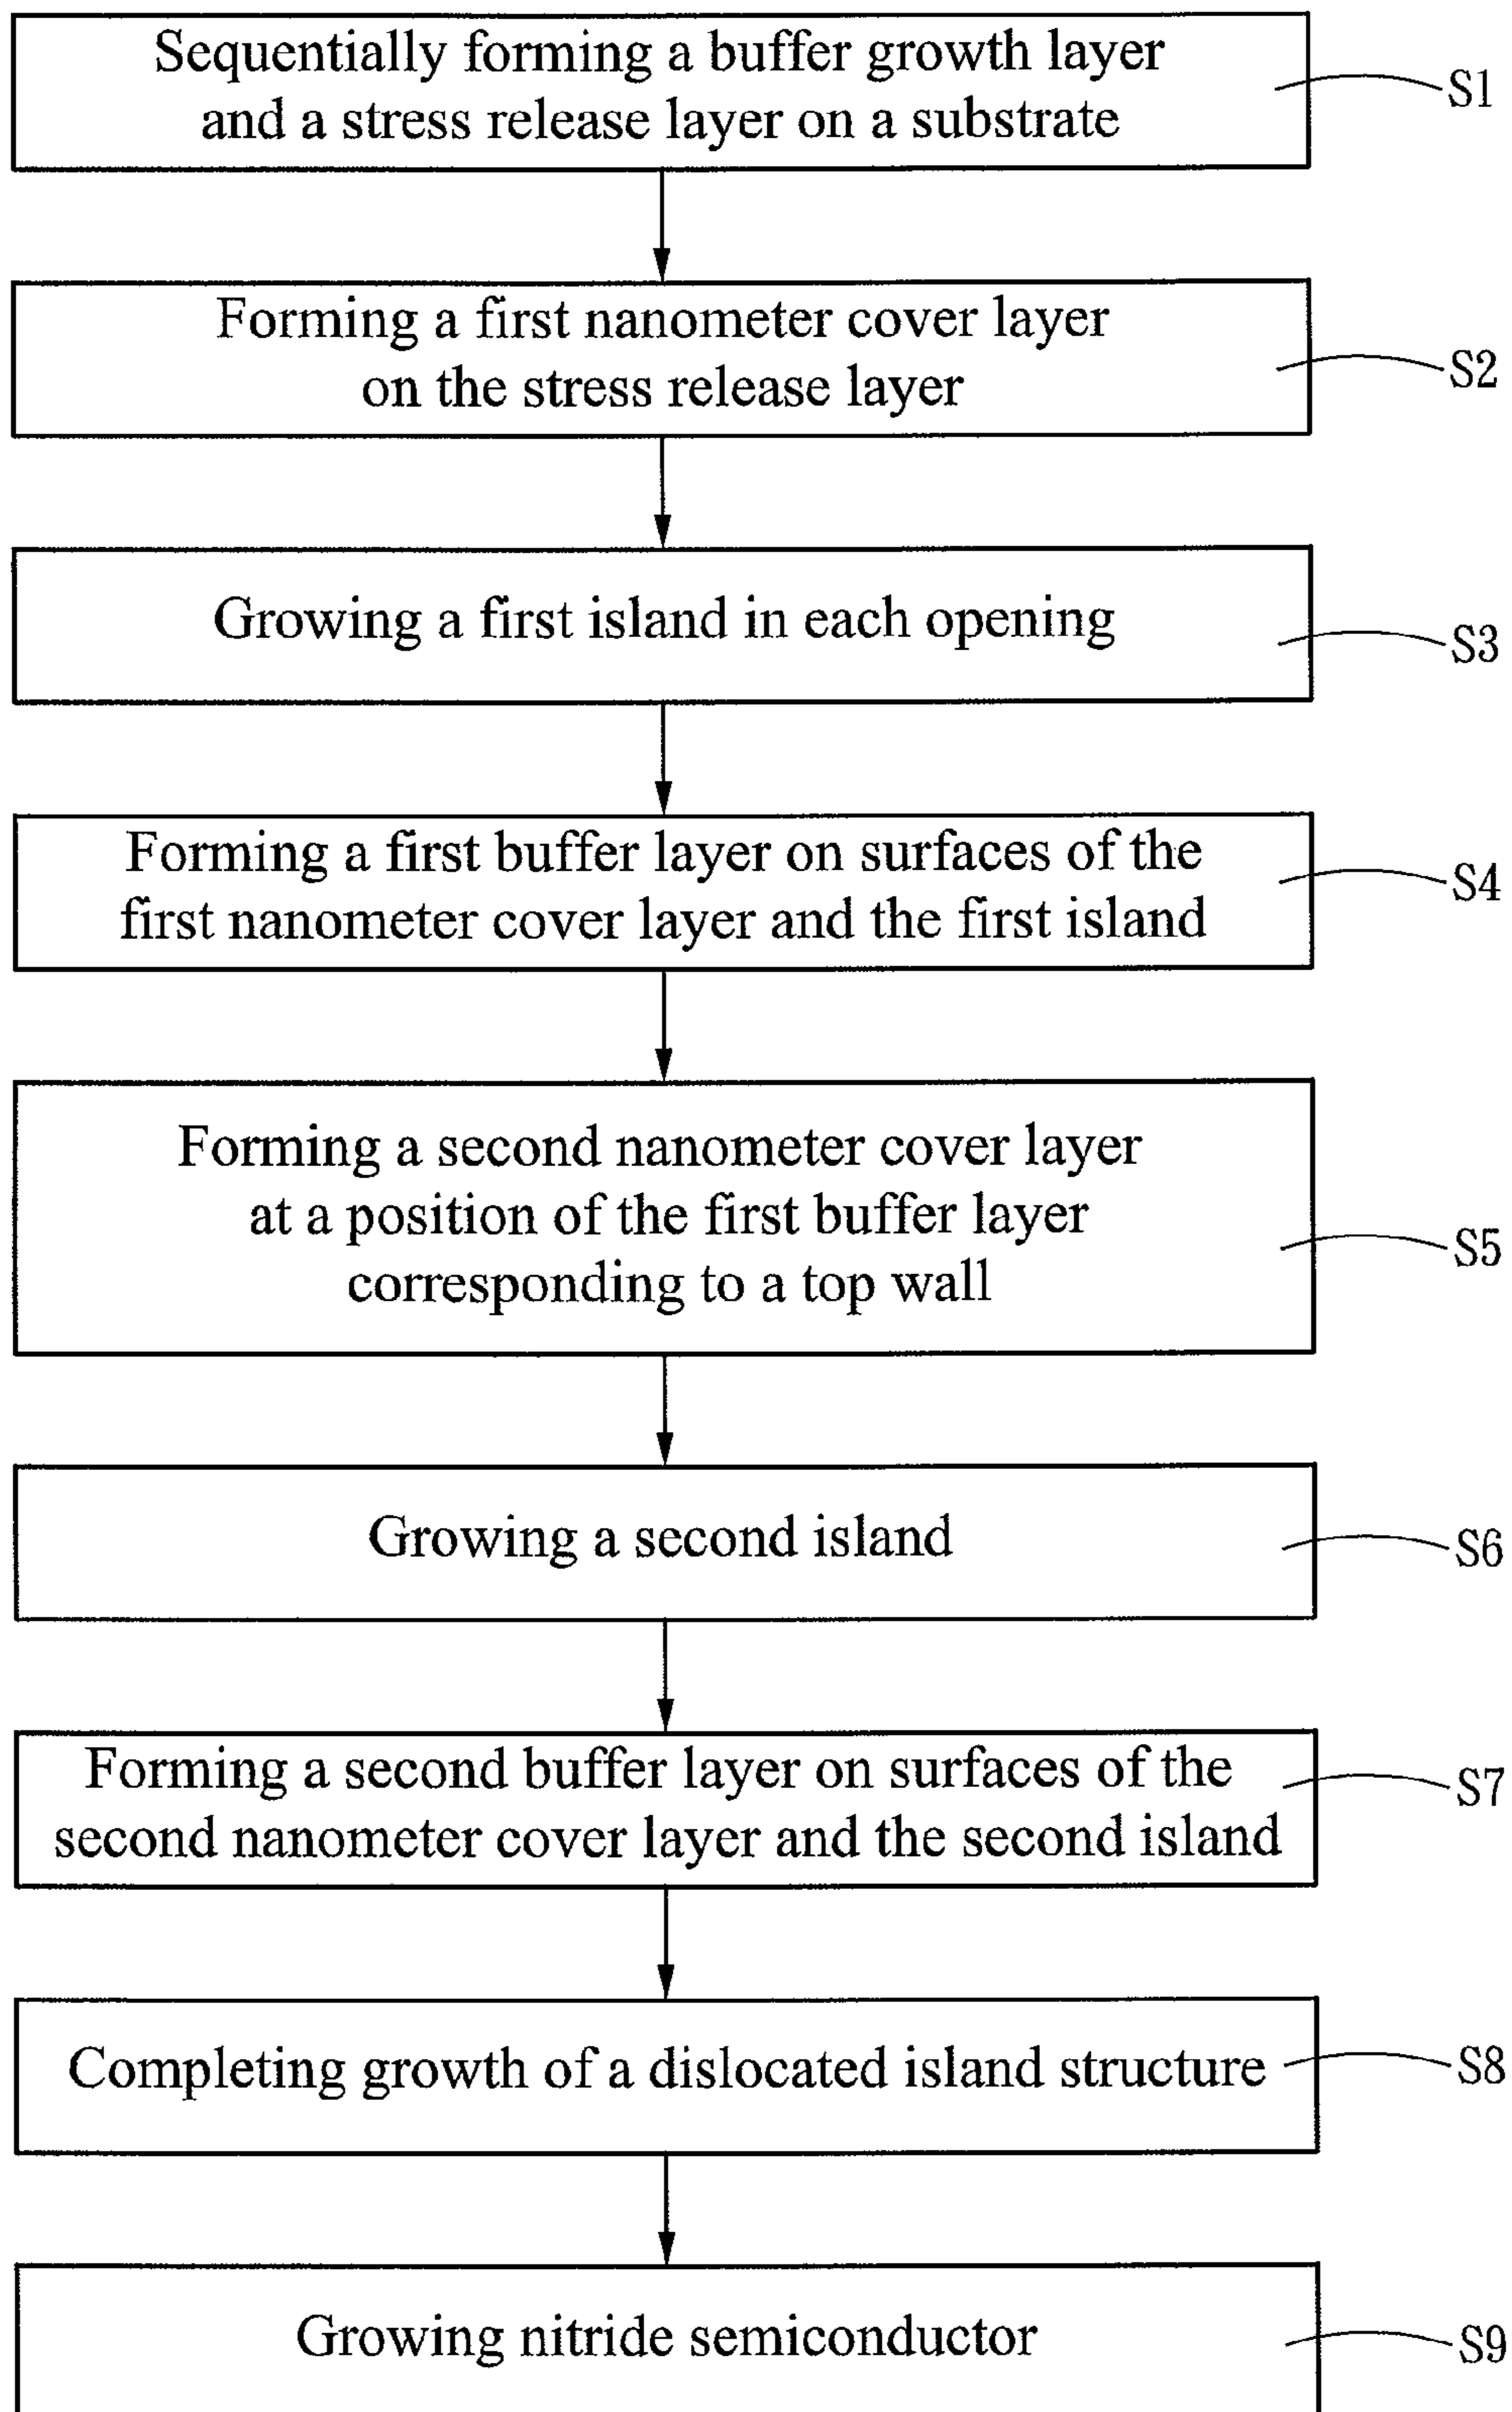 Sequentially forming a buffer growth layer
and a stress release layer on a substrate
S1
Forming a first nanometer cover layer
on the stress release layer
S2
Growing a first island in each opening
S3
Forming a first buffer layer on surfaces of the
first nanometer cover layer and the first island
S4
Forming a second nanometer cover layer
at a position of the first buffer layer
corresponding to a top wall
S5
Growing a second island
S6
Forming a second buffer layer on surfaces of the
second nanometer cover layer and the second island
S7
Completing growth of a dislocated island structure
S8
Growing nitride semiconductor
S9